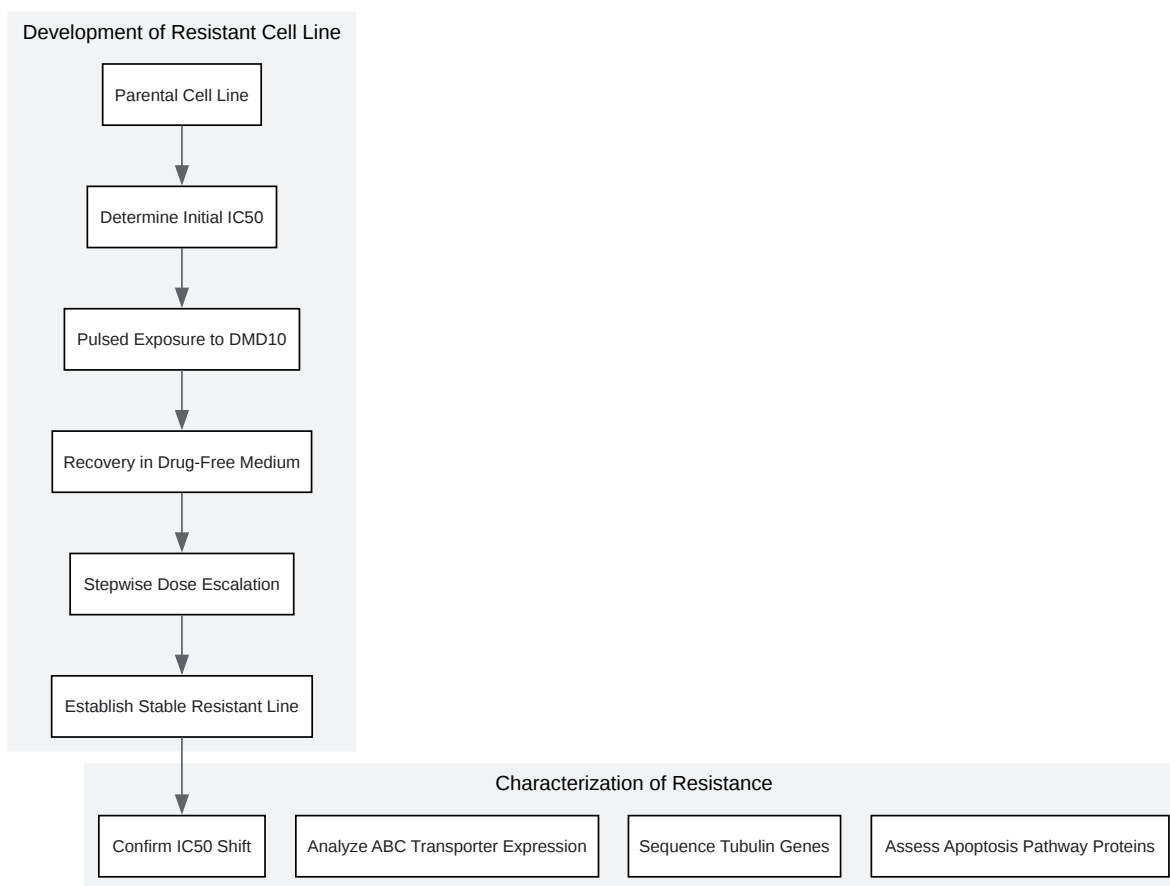 Development of Resistant Cell Line
Parental Cell Line
Determine Initial IC50
Pulsed Exposure to DMD10
Recovery in Drug-Free Medium
Stepwise Dose Escalation
Establish Stable Resistant Line
Characterization of Resistance
Confirm IC50 Shift
Analyze ABC Transporter Expression
Sequence Tubulin Genes
Assess Apoptosis Pathway Proteins